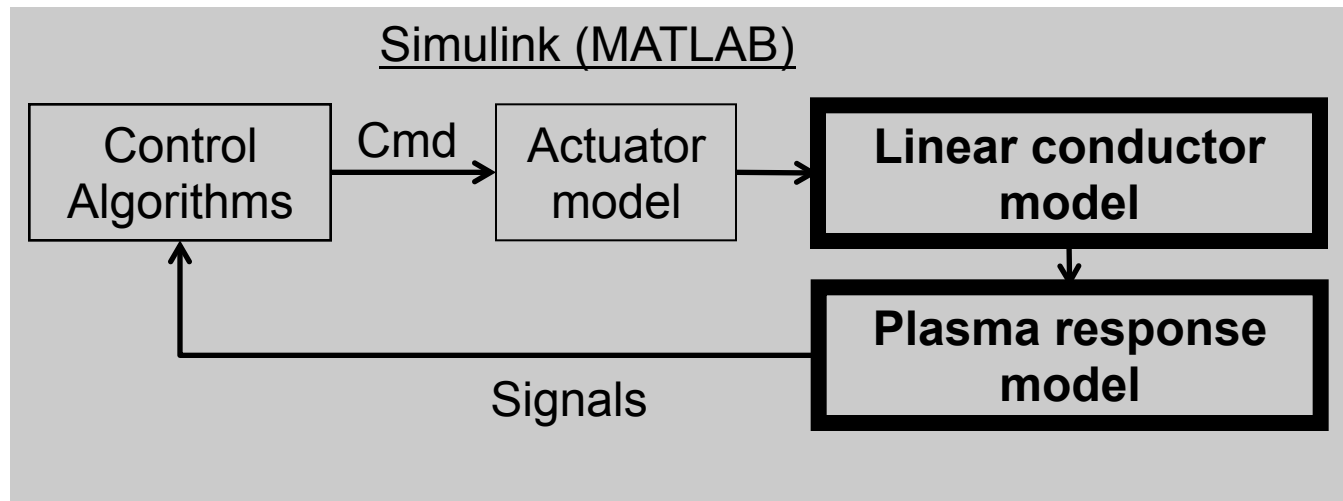 Simulink (MATLAB)
Control
Algorithms
Cmd
Actuator
model
Linear conductor
model
Plasma response
model
Signals